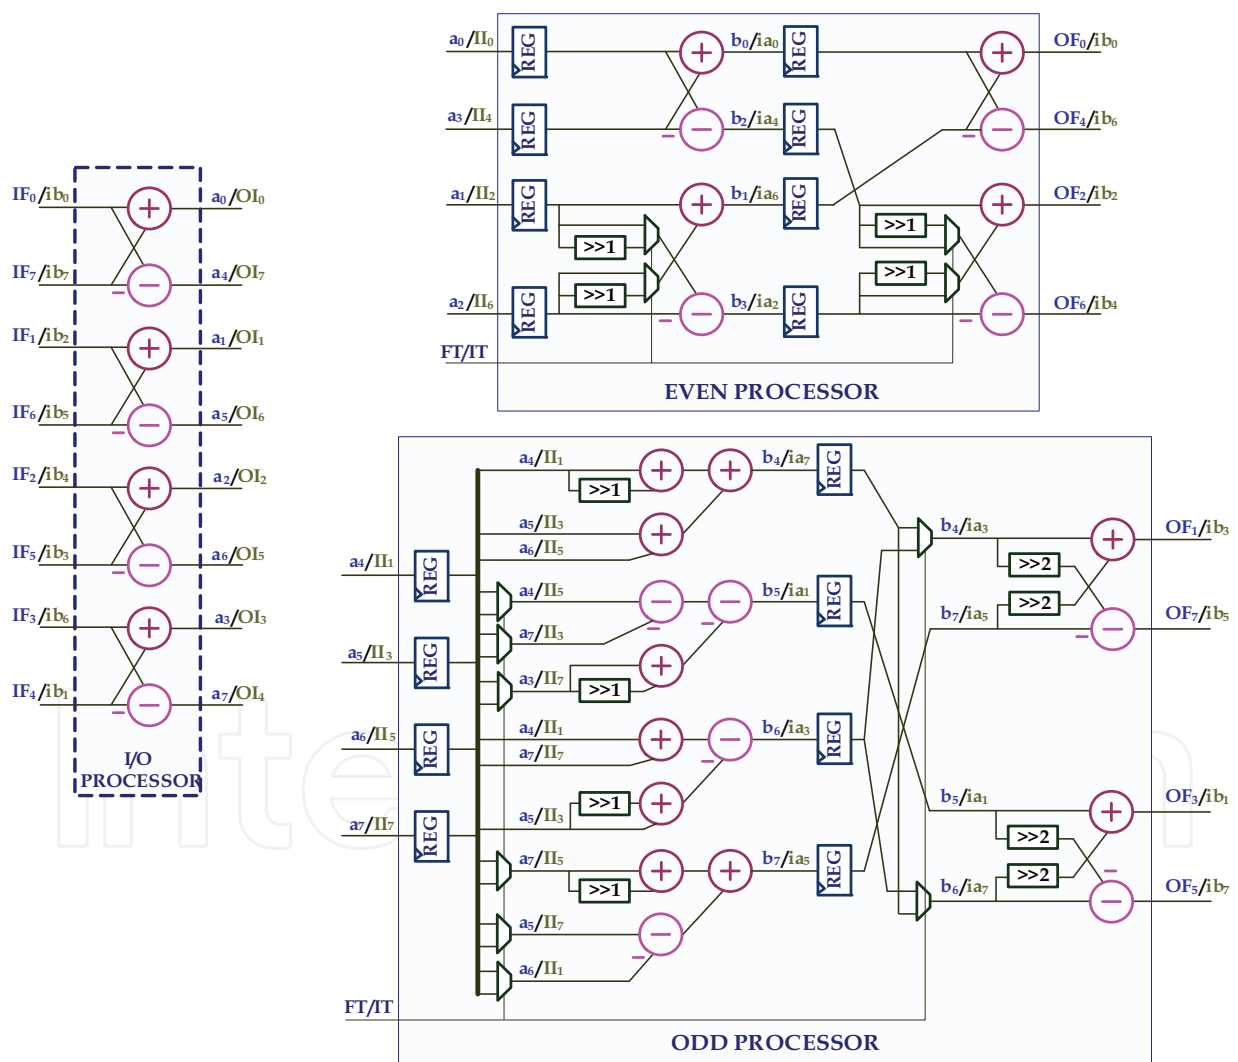 IF0/ib0
a0/OI0
IF7/ib7
a4/OI7
IF1/ib2
a1/OI1
IF6/ib5
a5/OI6
IF2/ib4
a2/OI2
IF5/ib3
a6/OI5
IF3/ib6
a3/OI3
IF4/ib1
a7/OI4
I/O
PROCESSOR
a0/II0
REG
b0/ia0
REG
OF0/ib0
a3/II4
REG
b2/ia4
REG
OF4/ib6
a1/II2
REG
b1/ia6
REG
OF2/ib2
>>1
>>1
>>1
>>1
a2/II6
REG
b3/ia2
REG
OF6/ib4
FT/IT
EVEN PROCESSOR
a4/II1
REG
a5/II3
REG
a6/II5
REG
a7/II7
REG
a4/II1
>>1
a5/II3
a6/II5
b4/ia7
REG
a4/II5
a7/II3
a3/II7
>>1
b5/ia1
REG
a4/II1
a7/II7
>>1
a5/II3
b6/ia3
REG
a7/II5
>>1
a5/II7
a6/II1
b7/ia5
REG
b4/ia3
>>2
>>2
b7/ia5
OF1/ib3
OF7/ib5
b5/ia1
>>2
>>2
b6/ia7
OF3/ib1
OF5/ib7
FT/IT
ODD PROCESSOR